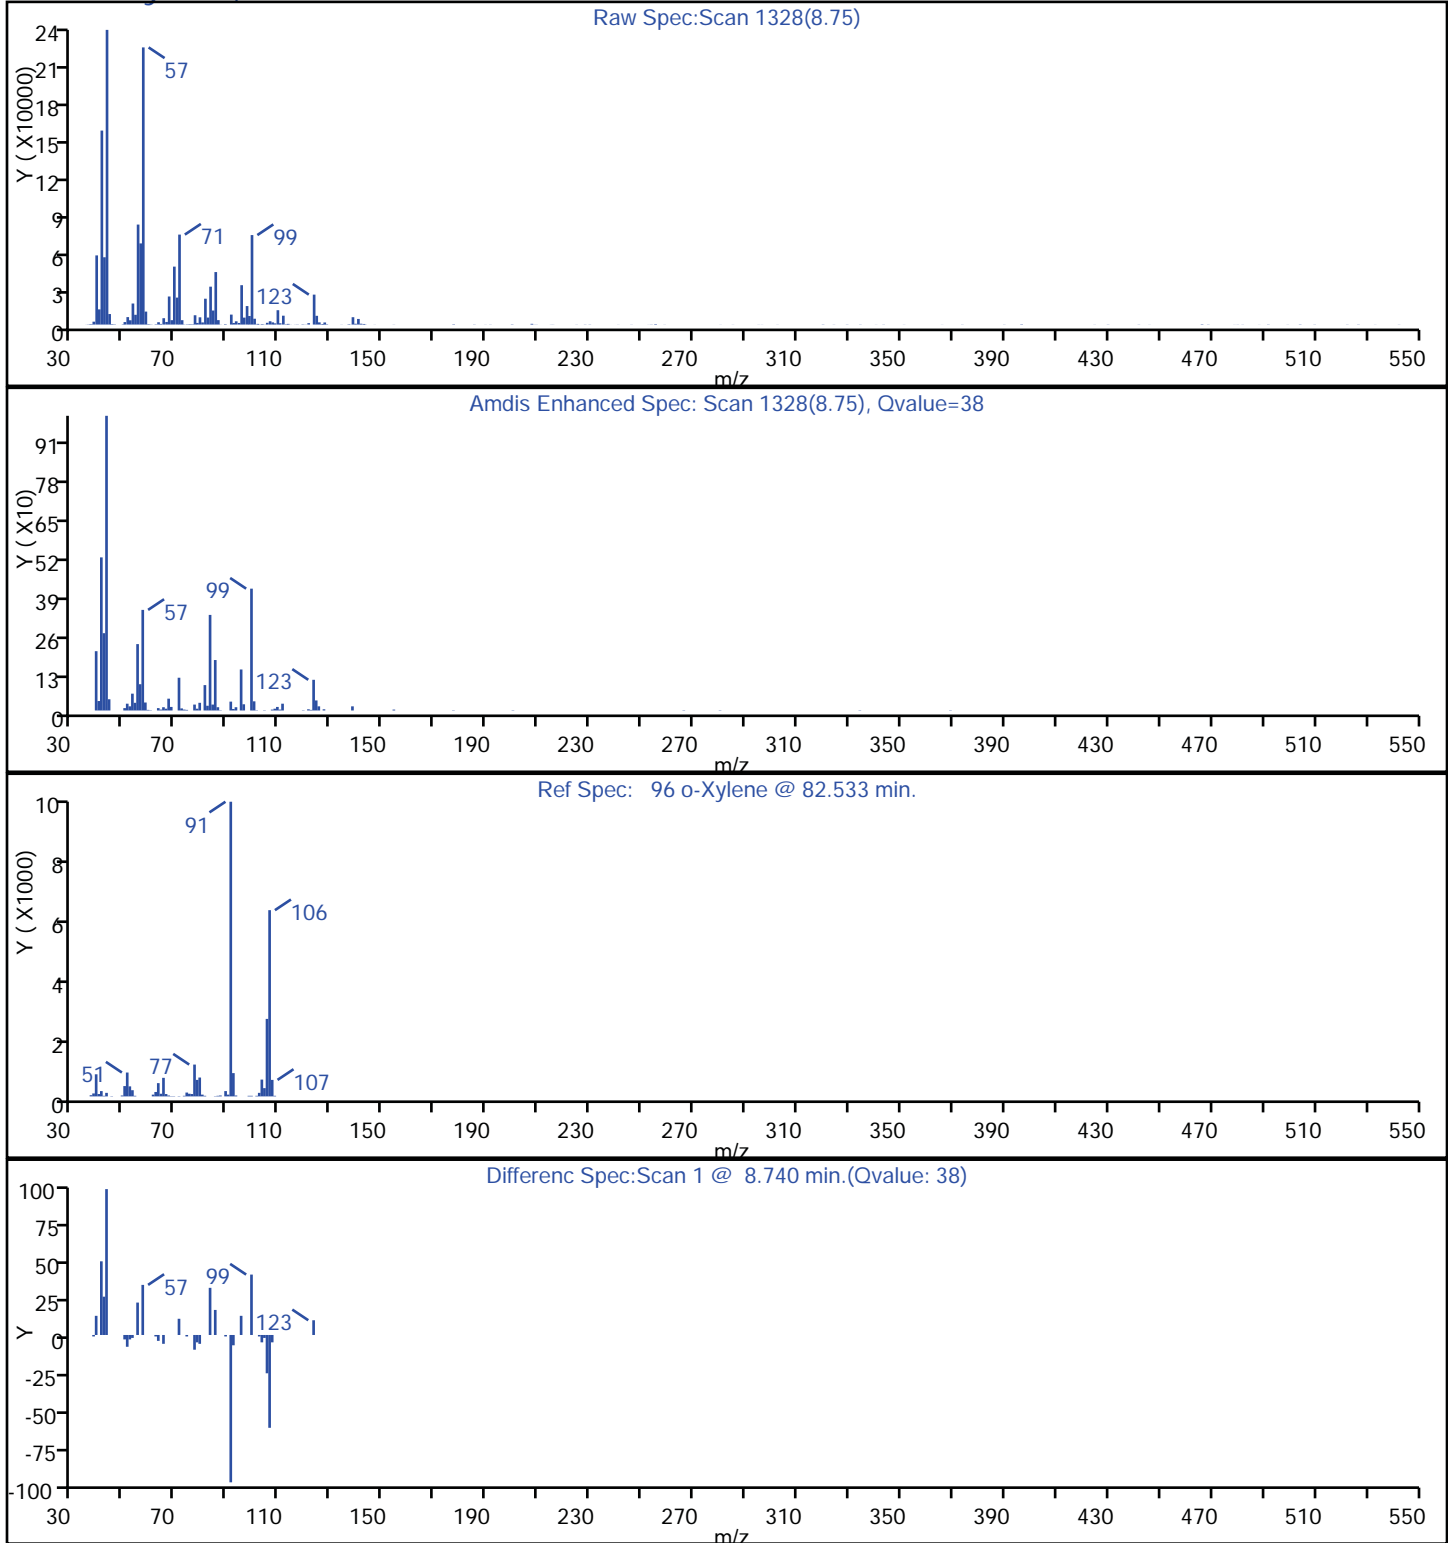 Raw Spec:Scan 1328(8.75)
Y ( X10000)
24
21
18
15
12
9
6
3
0
57
71
99
123
30 70 110 150 190 230 270 310 350 390 430 470 510 550
m/z
Amdis Enhanced Spec: Scan 1328(8.75), Qvalue=38
Y ( X10)
91
78
65
52
39
26
13
0
57
99
123
30 70 110 150 190 230 270 310 350 390 430 470 510 550
m/z
Ref Spec: 96 o-Xylene @ 82.533 min.
Y ( X1000)
10
8
6
4
2
0
51
77
91
106
107
30 70 110 150 190 230 270 310 350 390 430 470 510 550
m/z
Differenc Spec:Scan 1 @ 8.740 min.(Qvalue: 38)
Y
100
75
50
25
0
-25
-50
-75
-100
57
99
123
30 70 110 150 190 230 270 310 350 390 430 470 510 550
m/z